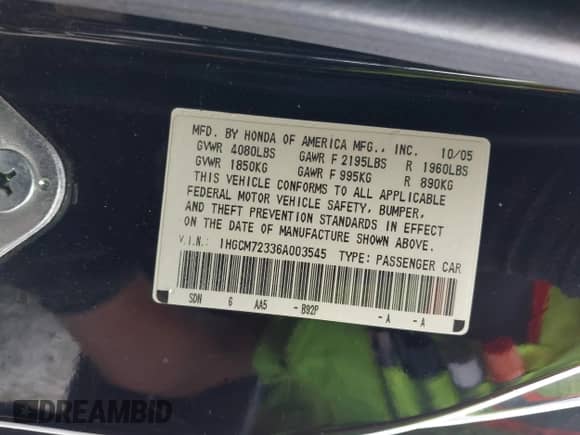 MFD. BY HONDA OF AMERICA MFG., INC. 10/05
GVWR 4080LBS GAWR F 2195LBS R 1960LBS
GVWR 1850KG GAWR F 995KG R 890KG
THIS VEHICLE CONFORMS TO ALL APPLICABLE
FEDERAL MOTOR VEHICLE SAFETY, BUMPER,
AND THEFT PREVENTION STANDARDS IN EFFECT
ON THE DATE OF MANUFACTURE SHOWN ABOVE.
V.I.N.: 1HGCM72336A003545 TYPE: PASSENGER CAR
SDN 6 AA5 -B92P -A -A
DREAMBID